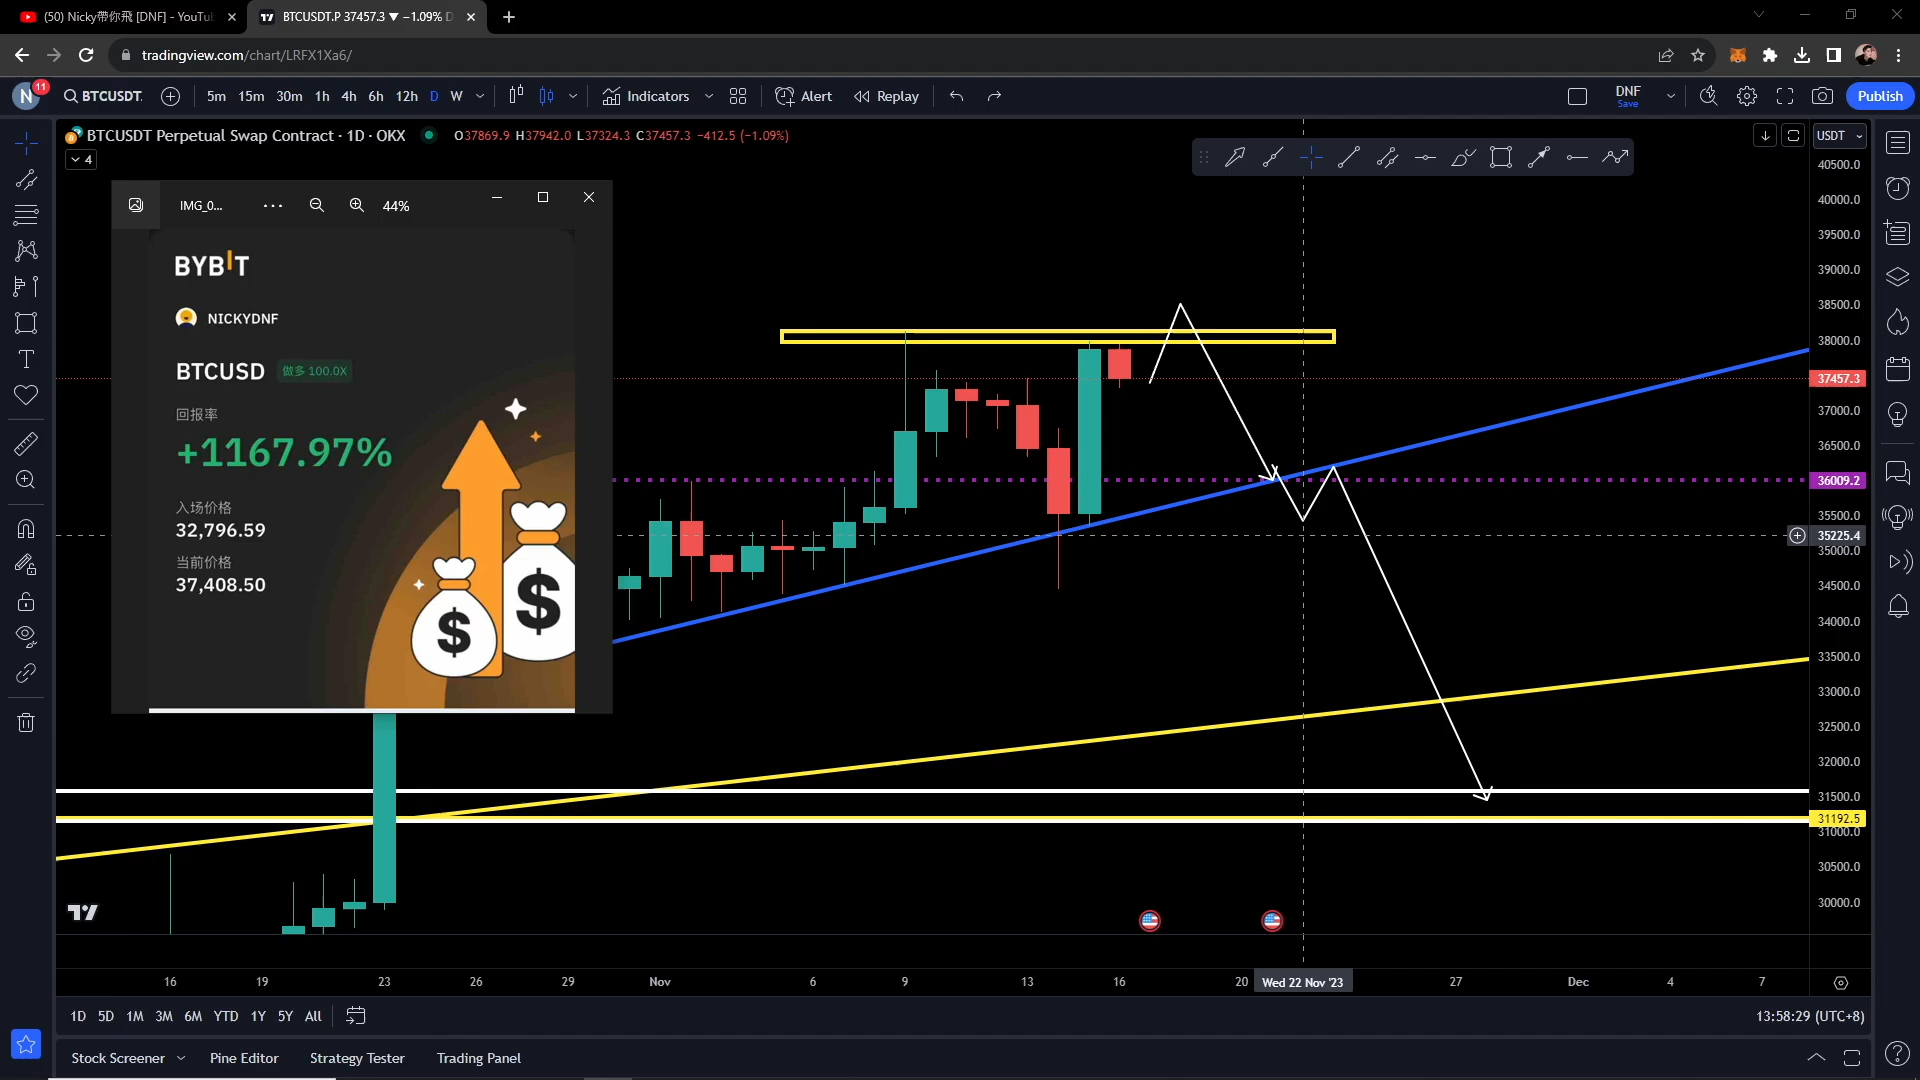 (50) Nicky帶你飛 [DNF] - YouTu
BTCUSDT.P 37457.3 ▼ −1.09% D
tradingview.com/chart/LRFX1Xa6/
N
11
BTCUSDT.
5m 15m 30m 1h 4h 6h 12h D W
Indicators
Alert
Replay
DNF
Save
Publish
BTCUSDT Perpetual Swap Contract · 1D · OKX
O37869.9 H37942.0 L37324.3 C37457.3 −412.5 (−1.09%)
4
USDT
IMG_0...
44%
BYBIT
NICKYDNF
BTCUSD
做多 100.0X
回报率
+1167.97%
入场价格
32,796.59
当前价格
37,408.50
40500.0
40000.0
39500.0
39000.0
38500.0
38000.0
37457.3
37000.0
36500.0
36009.2
35500.0
35225.4
35000.0
34500.0
34000.0
33500.0
33000.0
32500.0
32000.0
31500.0
31192.5
31000.0
30500.0
30000.0
16 19 23 26 29 Nov 6 9 13 16 20 Wed 22 Nov '23 27 Dec 4 7
1D 5D 1M 3M 6M YTD 1Y 5Y All
13:58:29 (UTC+8)
Stock Screener
Pine Editor
Strategy Tester
Trading Panel